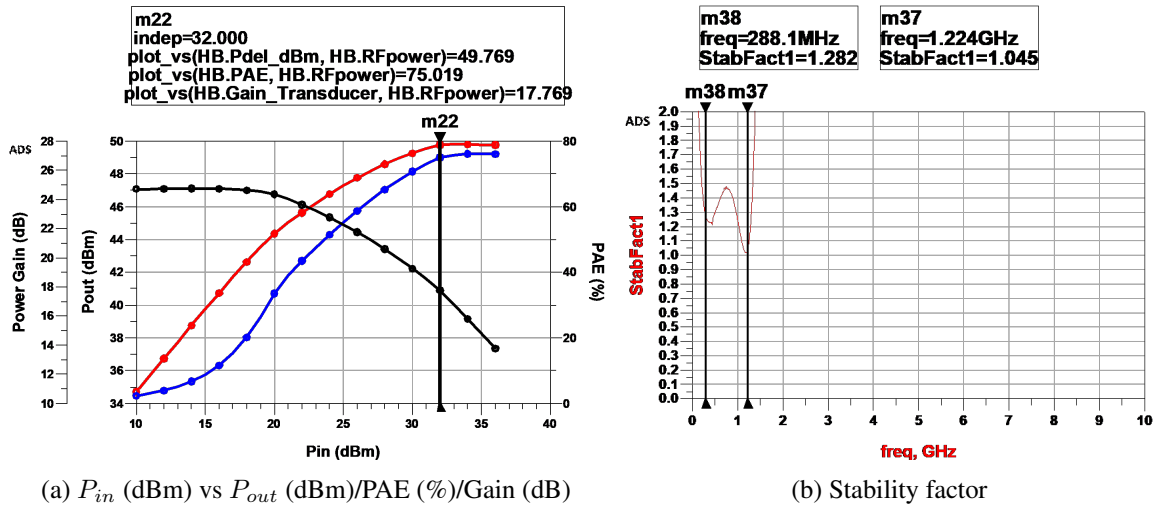 m22
indep=32.000
plot_vs(HB.Pdel_dBm, HB.RFpower)=49.769
plot_vs(HB.PAE, HB.RFpower)=75.019
plot_vs(HB.Gain_Transducer, HB.RFpower)=17.769
m22
ADS
28
26
24
22
20
18
16
14
12
10
Power Gain (dB)
50
48
46
44
42
40
38
36
34
Pout (dBm)
80
60
40
20
0
PAE (%)
10 15 20 25 30 35 40
Pin (dBm)
(a) P_in (dBm) vs P_out (dBm)/PAE (%)/Gain (dB)
m38
freq=288.1MHz
StabFact1=1.282
m37
freq=1.224GHz
StabFact1=1.045
m38 m37
ADS
2.0
1.9
1.8
1.7
1.6
1.5
1.4
1.3
1.2
1.1
1.0
0.9
0.8
0.7
0.6
0.5
0.4
0.3
0.2
0.1
0.0
StabFact1
0 1 2 3 4 5 6 7 8 9 10
freq, GHz
(b) Stability factor